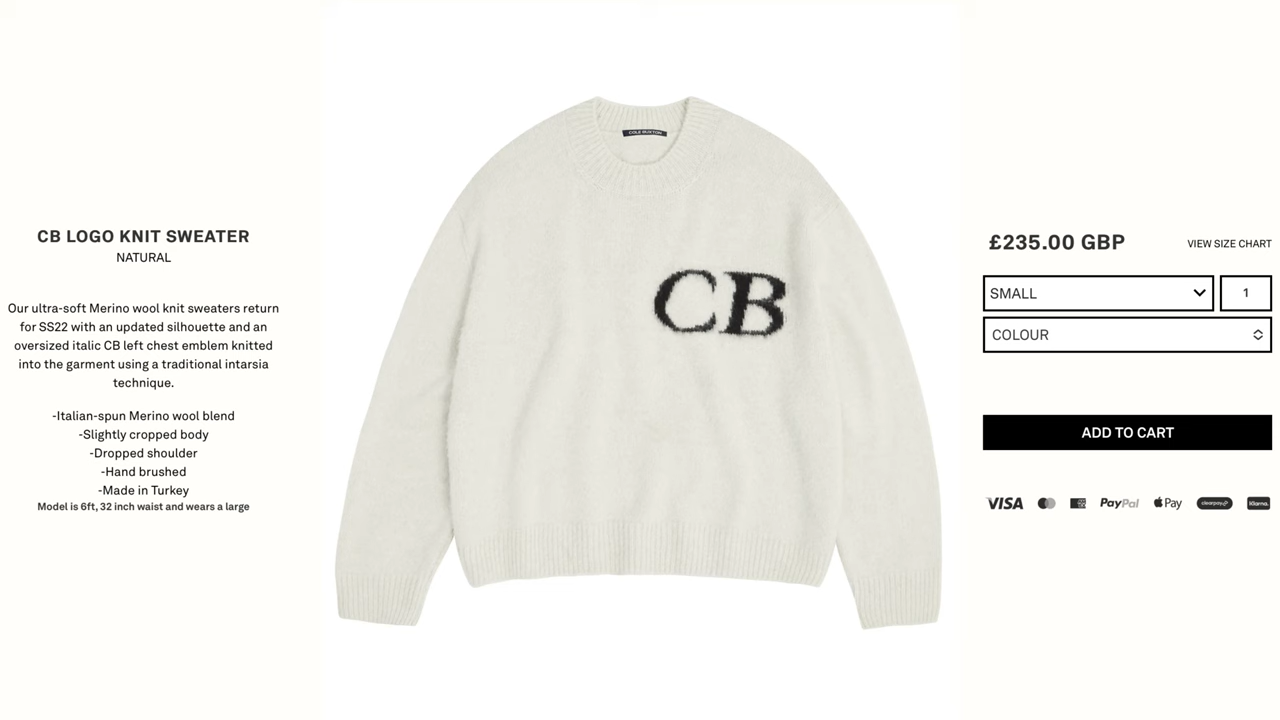 CB LOGO KNIT SWEATER
NATURAL
Our ultra-soft Merino wool knit sweaters return
for SS22 with an updated silhouette and an
oversized italic CB left chest emblem knitted
into the garment using a traditional intarsia
technique.
-Italian-spun Merino wool blend
-Slightly cropped body
-Dropped shoulder
-Hand brushed
-Made in Turkey
Model is 6ft, 32 inch waist and wears a large
COLE BUXTON
CB
£235.00 GBP
VIEW SIZE CHART
SMALL
1
COLOUR
ADD TO CART
VISA PayPal Pay clearpay Klarna.